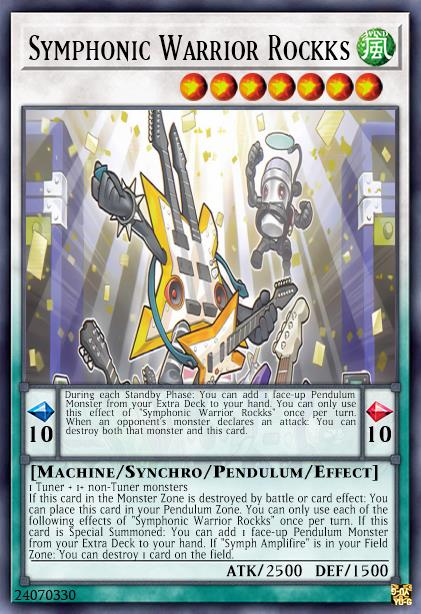 SYMPHONIC WARRIOR ROCKKS
WIND
風
During each Standby Phase: You can add 1 face-up Pendulum
Monster from your Extra Deck to your hand. You can only use
this effect of "Symphonic Warrior Rockks" once per turn.
When an opponent's monster declares an attack: You can
destroy both that monster and this card.
10
10
[MACHINE/SYNCHRO/PENDULUM/EFFECT]
1 Tuner + 1+ non-Tuner monsters
If this card in the Monster Zone is destroyed by battle or card effect: You
can place this card in your Pendulum Zone. You can only use each of the
following effects of "Symphonic Warrior Rockks" once per turn. If this
card is Special Summoned: You can add 1 face-up Pendulum Monster
from your Extra Deck to your hand. If "Symph Amplifire" is in your Field
Zone: You can destroy 1 card on the field.
ATK/2500 DEF/1500
24070330